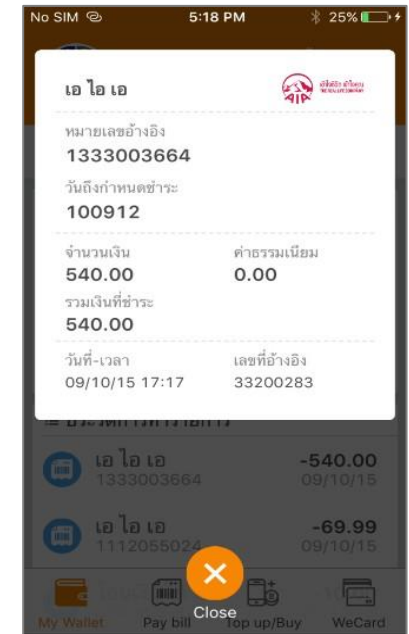 No SIM 5:18 PM 25%
เอ ไอ เอ
AIA
หมายเลขอ้างอิง
1333003664
วันถึงกำหนดชำระ
100912
จำนวนเงิน ค่าธรรมเนียม
540.00 0.00
รวมเงินที่ชำระ
540.00
วันที่-เวลา เลขที่อ้างอิง
09/10/15 17:17 33200283
เอ ไอ เอ -540.00
1333003664 09/10/15
เอ ไอ เอ -69.99
1112055024 09/10/15
Close
My Wallet Pay bill Top up/Buy WeCard